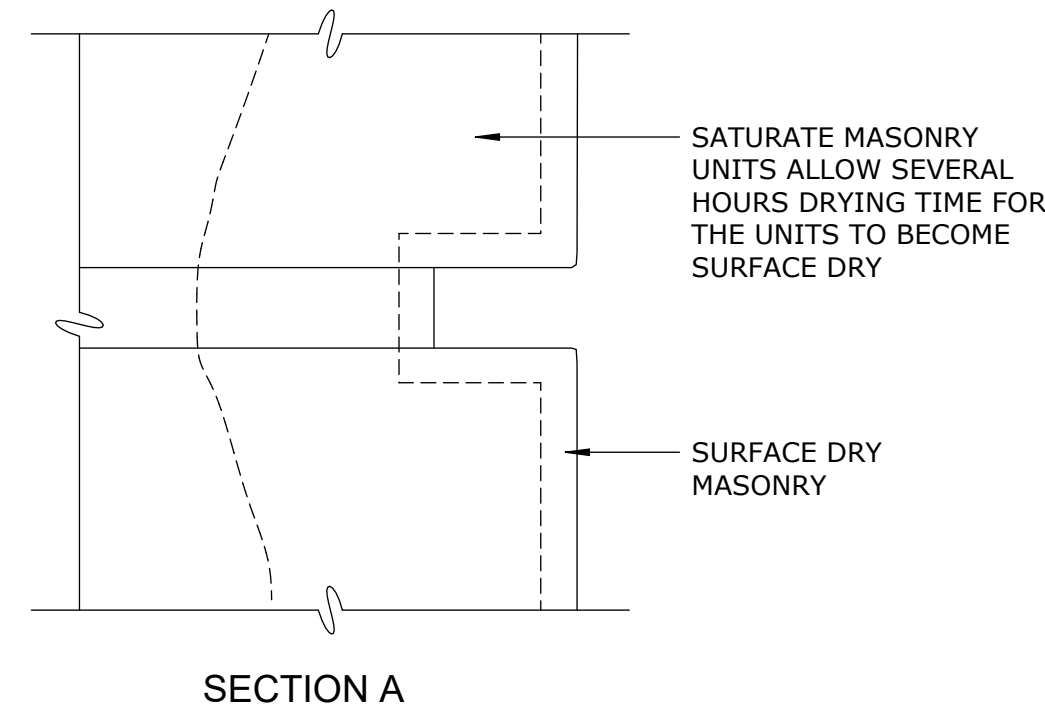 SATURATE MASONRY
UNITS ALLOW SEVERAL
HOURS DRYING TIME FOR
THE UNITS TO BECOME
SURFACE DRY
SURFACE DRY
MASONRY
SECTION A